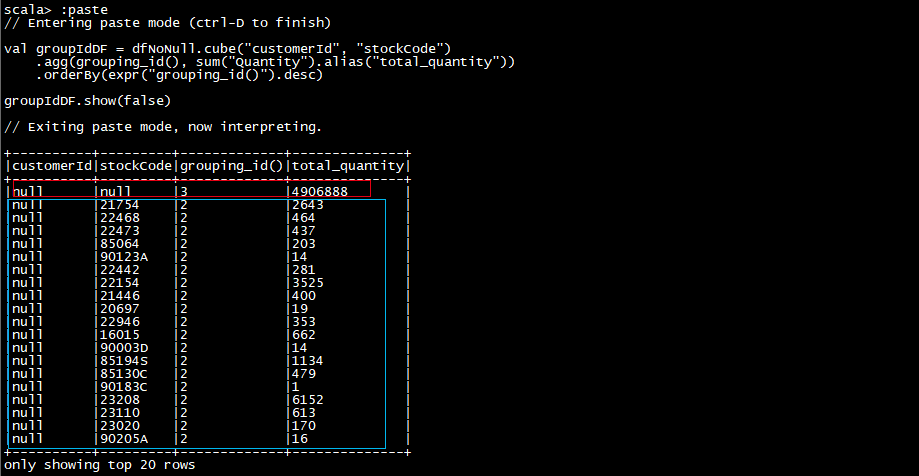 scala> :paste
// Entering paste mode (ctrl-D to finish)
val groupIdDF = dfNoNull.cube("customerId", "stockCode")
    .agg(grouping_id(), sum("Quantity").alias("total_quantity"))
    .orderBy(expr("grouping_id()").desc)
groupIdDF.show(false)
// Exiting paste mode, now interpreting.
+----------+---------+-------------+--------------+
|customerId|stockCode|grouping_id()|total_quantity|
+----------+---------+-------------+--------------+
|null      |null     |3            |4906888       |
|null      |21754    |2            |2643          |
|null      |22468    |2            |464           |
|null      |22473    |2            |437           |
|null      |85064    |2            |203           |
|null      |90123A   |2            |14            |
|null      |22442    |2            |281           |
|null      |22154    |2            |3525          |
|null      |21446    |2            |400           |
|null      |20697    |2            |19            |
|null      |22946    |2            |353           |
|null      |16015    |2            |662           |
|null      |90003D   |2            |14            |
|null      |85194S   |2            |1134          |
|null      |85130C   |2            |479           |
|null      |90183C   |2            |1             |
|null      |23208    |2            |6152          |
|null      |23110    |2            |613           |
|null      |23020    |2            |170           |
|null      |90205A   |2            |16            |
+----------+---------+-------------+--------------+
only showing top 20 rows